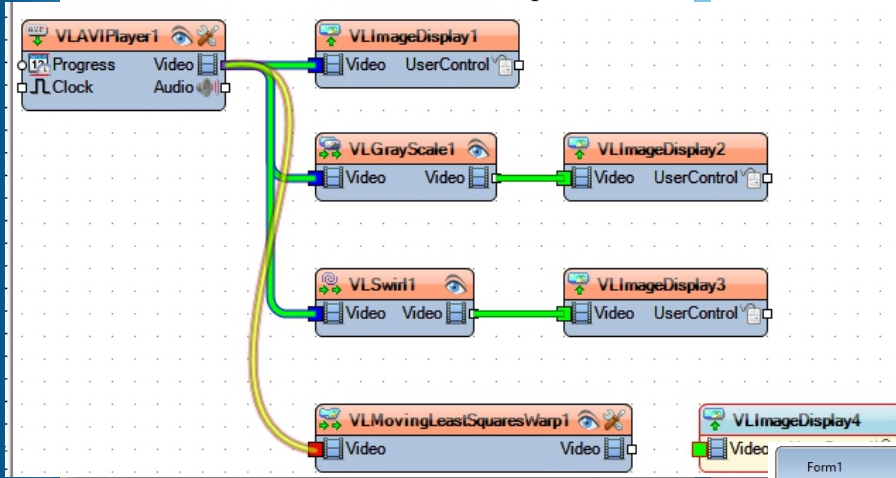 VLAVIPlayer1
Progress Video
Clock Audio
VLImageDisplay1
Video UserControl
VLGrayScale1
Video Video
VLImageDisplay2
Video UserControl
VLSwirl1
Video Video
VLImageDisplay3
Video UserControl
VLMovingLeastSquaresWarp1
Video Video
VLImageDisplay4
Video
Form1